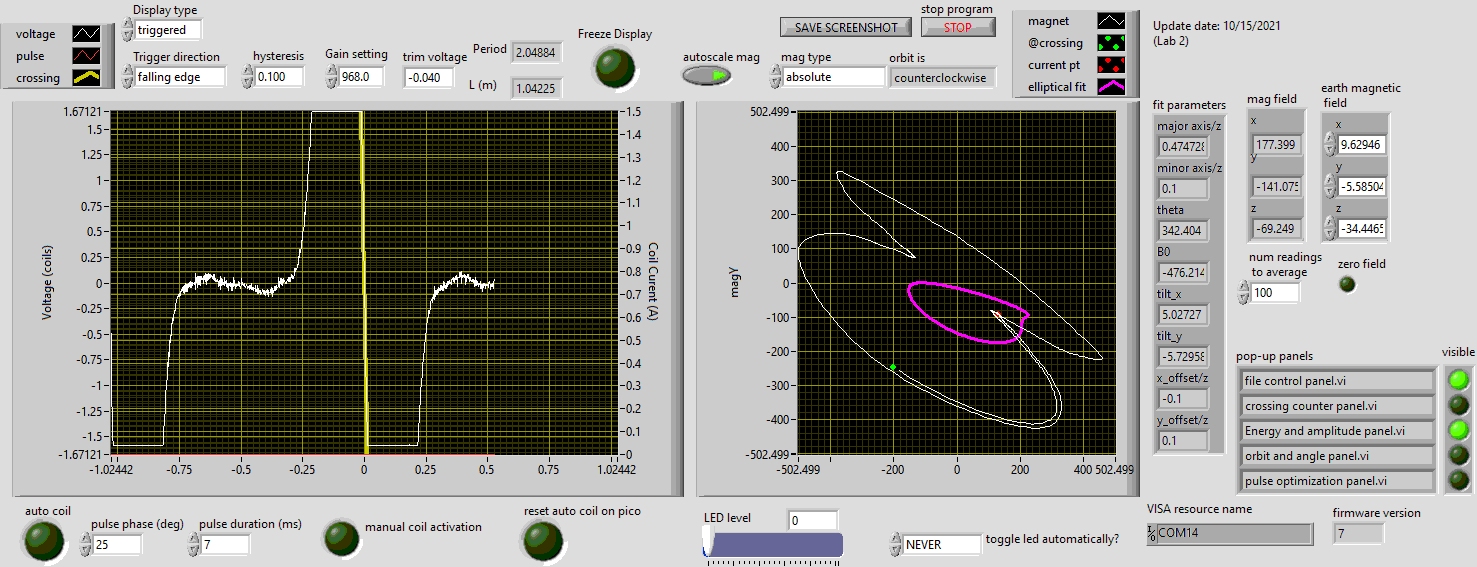 voltage
pulse
crossing
Display type
triggered
Trigger direction
falling edge
hysteresis
0.100
Gain setting
968.0
trim voltage
-0.040
Period
2.04884
L (m)
1.04225
Freeze Display
SAVE SCREENSHOT
stop program
STOP
autoscale mag
mag type
absolute
orbit is
counterclockwise
magnet
@crossing
current pt
elliptical fit
Update date: 10/15/2021
(Lab 2)
Voltage (coils)
1.67121
1.5
1.25
1
0.75
0.5
0.25
0
-0.25
-0.5
-0.75
-1
-1.25
-1.5
-1.67121
-1.02442
-0.75
-0.5
-0.25
0
0.25
0.5
0.75
1.02442
1.5
1.4
1.3
1.2
1.1
1
0.9
0.8
0.7
0.6
0.5
0.4
0.3
0.2
0.1
0
Coil Curent (A)
magY
502.499
400
300
200
100
0
-100
-200
-300
-400
-502.499
-502.499
-200
0
200
400
502.499
fit parameters
major axis/z
0.474728
minor axis/z
0.1
theta
342.404
B0
-476.214
tilt_x
5.02727
tilt_y
-5.72958
x_offset/z
-0.1
y_offset/z
0.1
mag field
x
177.399
y
-141.075
z
-69.249
earth magnetic
field
x
9.62946
y
-5.58504
z
-34.4465
num readings
to average
100
zero field
pop-up panels
visible
file control panel.vi
crossing counter panel.vi
Energy and amplitude panel.vi
orbit and angle panel.vi
pulse optimization panel.vi
auto coil
pulse phase (deg)
25
pulse duration (ms)
7
manual coil activation
reset auto coil on pico
LED level
0
NEVER
toggle led automatically?
VISA resource name
COM14
firmware version
7